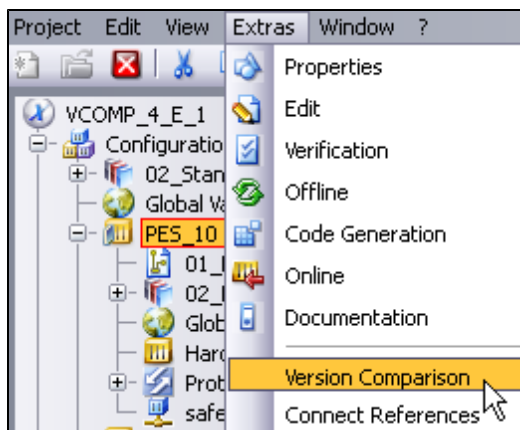 Project Edit View Extras Window ?
Properties
VCOMP_4_E_1
Edit
Configuratio
Verification
02_Stan
Offline
Global Va
PES_10
Code Generation
01_
Online
02_
Glob
Documentation
Hard
Prot
Version Comparison
safe
Connect References